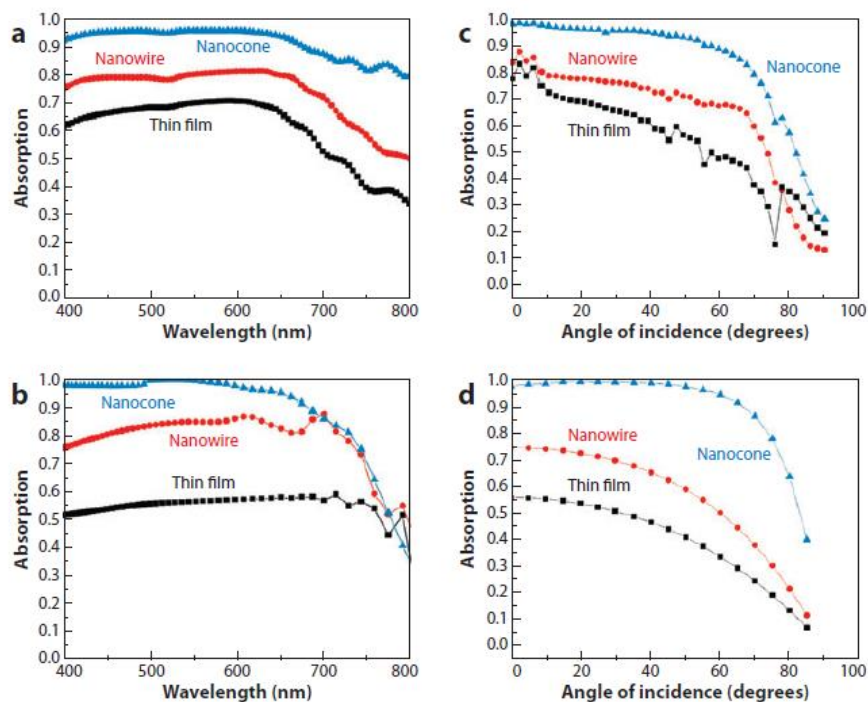 a
1.0
0.9
0.8
0.7
0.6
0.5
0.4
0.3
0.2
0.1
0.0
Absorption
Nanocone
Nanowire
Thin film
400 500 600 700 800
Wavelength (nm)
c
1.0
0.9
0.8
0.7
0.6
0.5
0.4
0.3
0.2
0.1
0.0
Absorption
Nanowire
Nanocone
Thin film
0 20 40 60 80 100
Angle of incidence (degrees)
b
1.0
0.9
0.8
0.7
0.6
0.5
0.4
0.3
0.2
0.1
0.0
Absorption
Nanocone
Nanowire
Thin film
400 500 600 700 800
Wavelength (nm)
d
1.0
0.9
0.8
0.7
0.6
0.5
0.4
0.3
0.2
0.1
0.0
Absorption
Nanowire
Nanocone
Thin film
0 20 40 60 80 100
Angle of incidence (degrees)